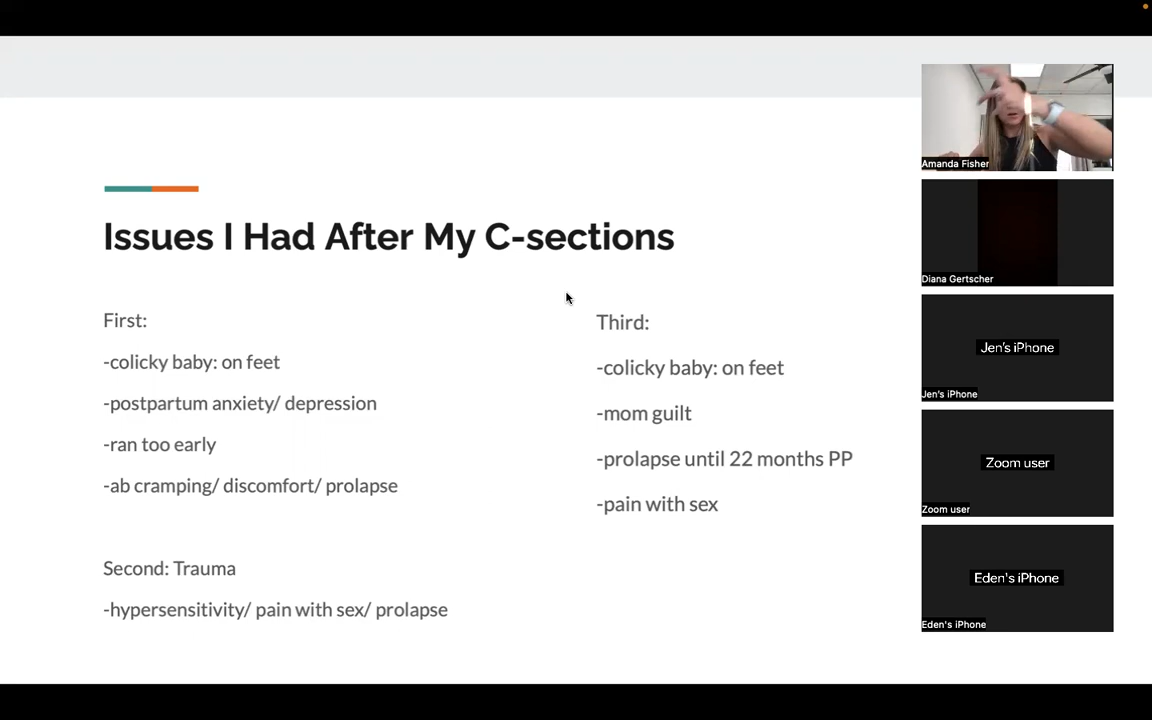 Issues I Had After My C-sections
First:
-colicky baby: on feet
-postpartum anxiety/ depression
-ran too early
-ab cramping/ discomfort/ prolapse
Second: Trauma
-hypersensitivity/ pain with sex/ prolapse
Third:
-colicky baby: on feet
-mom guilt
-prolapse until 22 months PP
-pain with sex
Amanda Fisher
Diana Gertscher
Jen's iPhone
Jen's iPhone
Zoom user
Zoom user
Eden's iPhone
Eden's iPhone